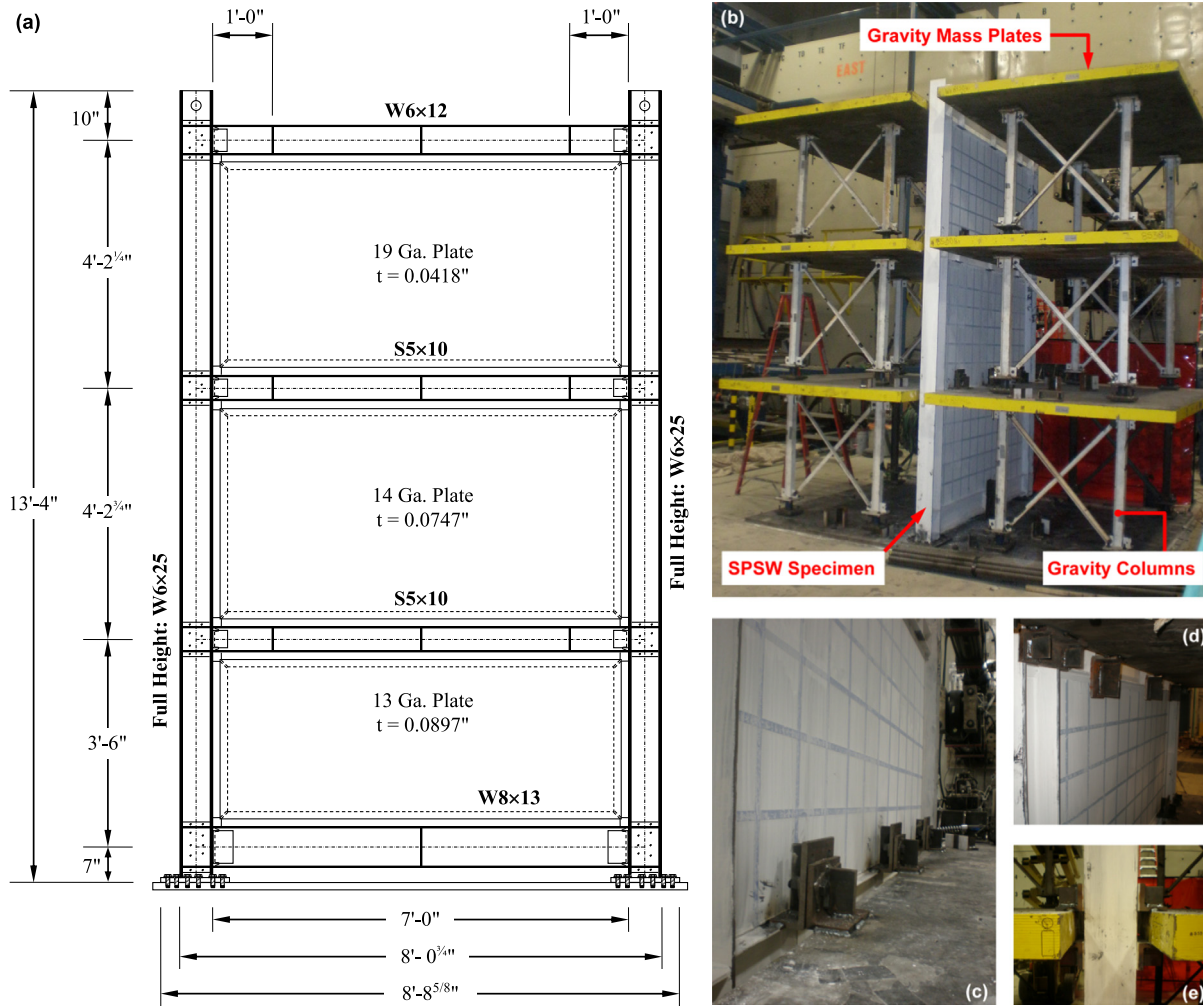 (a)
1'-0"
1'-0"
10"
W6×12
4'-2¼"
19 Ga. Plate
t = 0.0418"
S5×10
13'-4"
4'-2¾"
14 Ga. Plate
t = 0.0747"
Full Height: W6×25
S5×10
Full Height: W6×25
3'-6"
13 Ga. Plate
t = 0.0897"
W8×13
7"
7'-0"
8'- 0¾"
8'-8⅝"
(b)
Gravity Mass Plates
EAST
SPSW Specimen
Gravity Columns
(c)
(d)
(e)